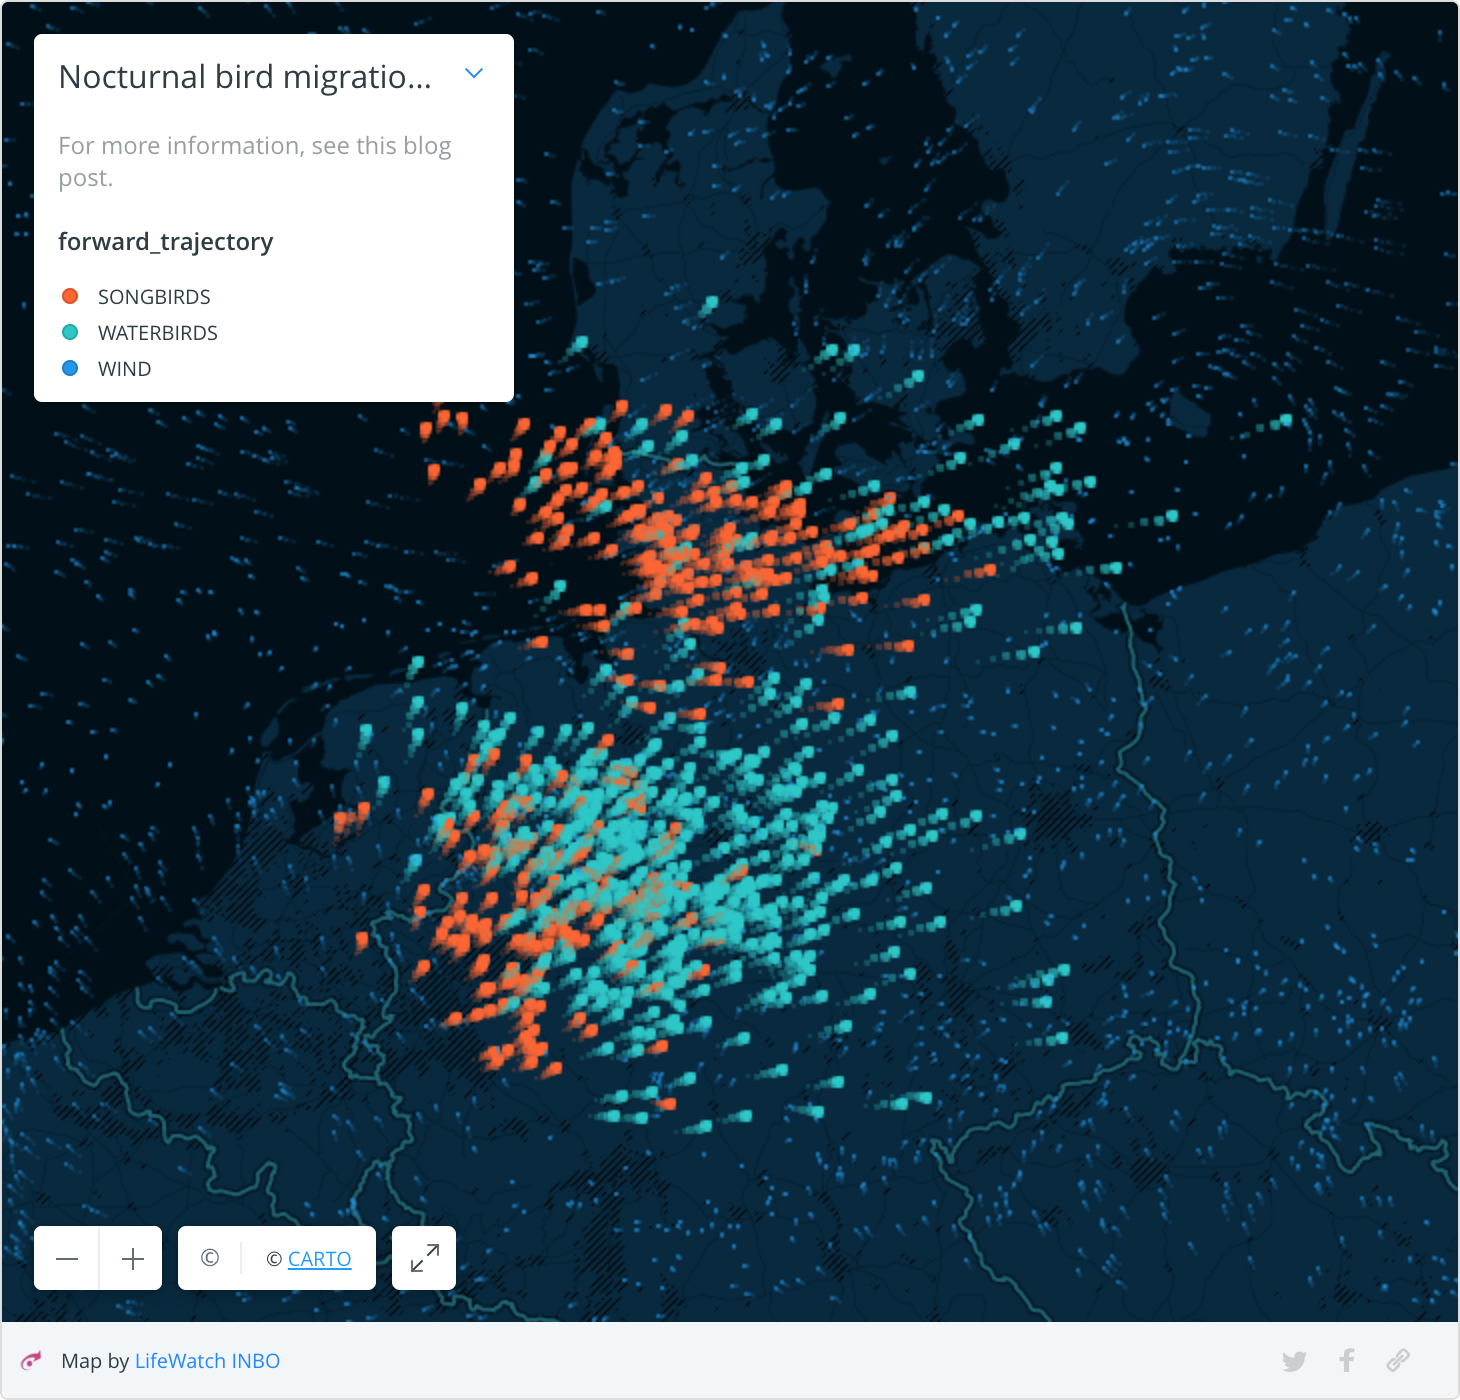 Nocturnal bird migratio...
For more information, see this blog
post.
forward_trajectory
SONGBIRDS
WATERBIRDS
WIND
©
© CARTO
Map by LifeWatch INBO